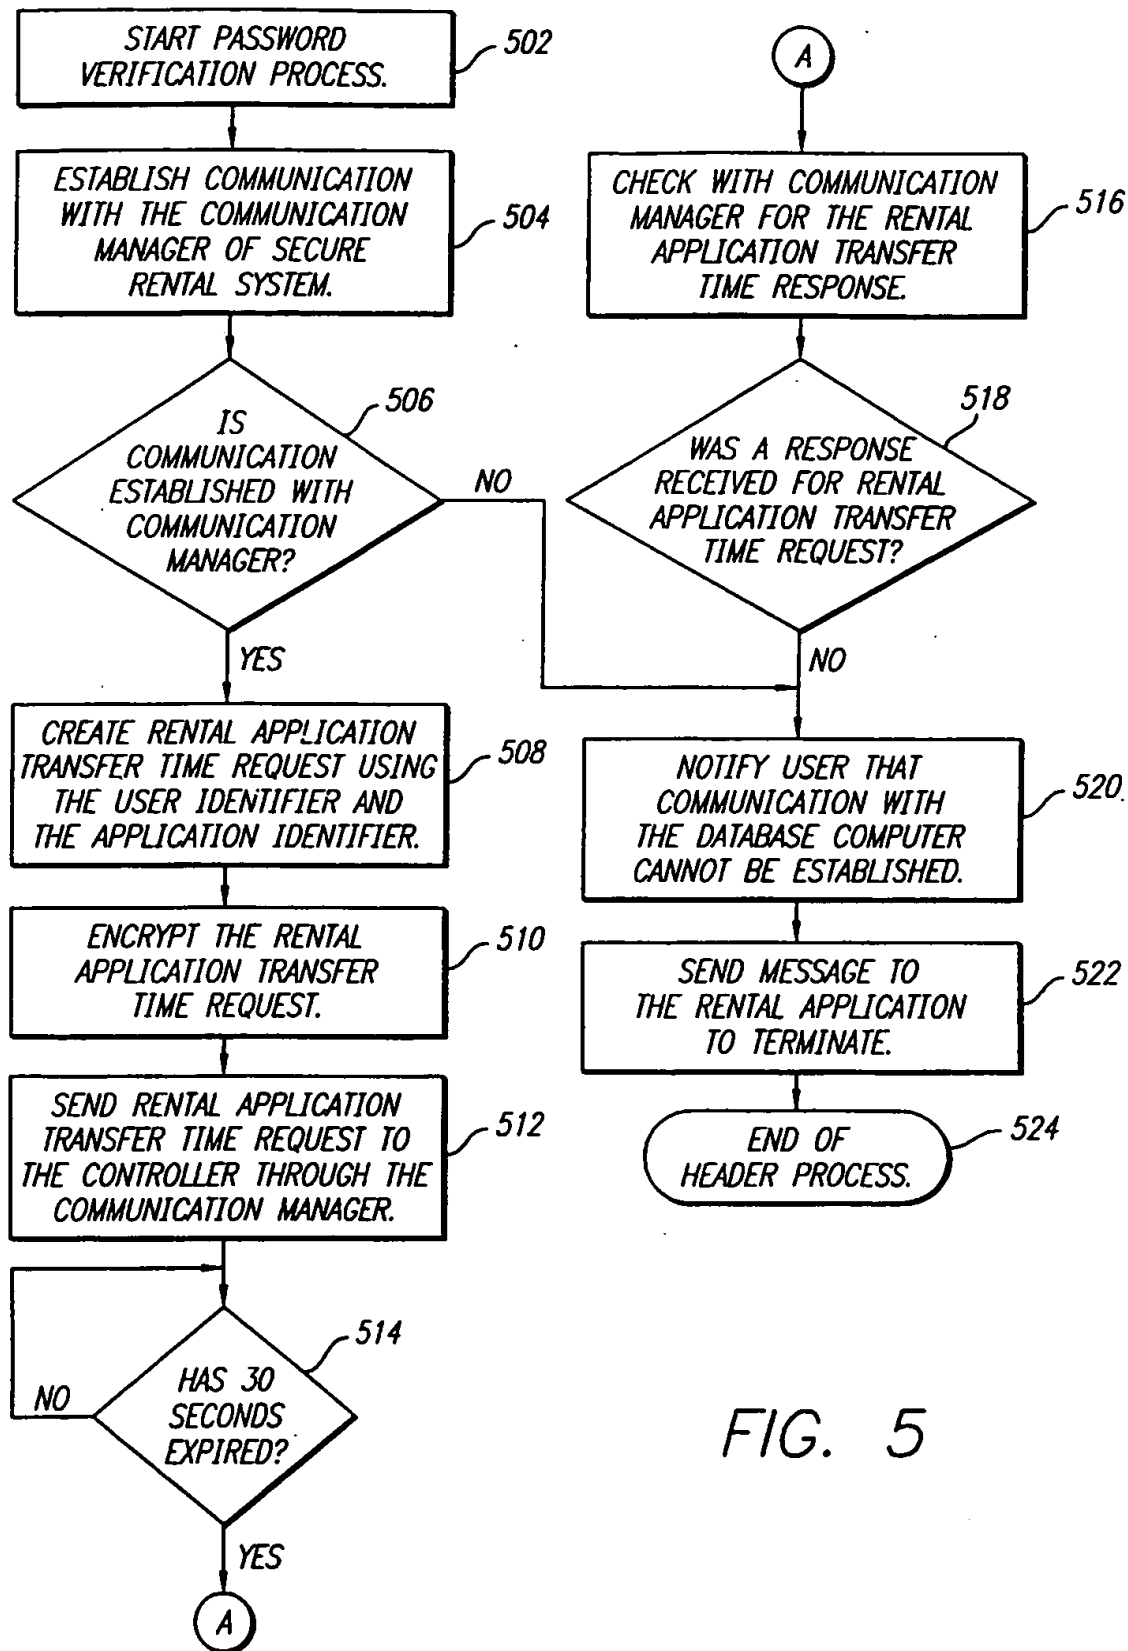 START PASSWORD
VERIFICATION PROCESS.
502
ESTABLISH COMMUNICATION
WITH THE COMMUNICATION
MANAGER OF SECURE
RENTAL SYSTEM.
504
IS
COMMUNICATION
ESTABLISHED WITH
COMMUNICATION
MANAGER?
506
NO
YES
CREATE RENTAL APPLICATION
TRANSFER TIME REQUEST USING
THE USER IDENTIFIER AND
THE APPLICATION IDENTIFIER.
508
ENCRYPT THE RENTAL
APPLICATION TRANSFER
TIME REQUEST.
510
SEND RENTAL APPLICATION
TRANSFER TIME REQUEST TO
THE CONTROLLER THROUGH THE
COMMUNICATION MANAGER.
512
HAS 30
SECONDS
EXPIRED?
514
NO
YES
A
A
CHECK WITH COMMUNICATION
MANAGER FOR THE RENTAL
APPLICATION TRANSFER
TIME RESPONSE.
516
WAS A RESPONSE
RECEIVED FOR RENTAL
APPLICATION TRANSFER
TIME REQUEST?
518
NO
NOTIFY USER THAT
COMMUNICATION WITH
THE DATABASE COMPUTER
CANNOT BE ESTABLISHED.
520
SEND MESSAGE TO
THE RENTAL APPLICATION
TO TERMINATE.
522
END OF
HEADER PROCESS.
524
FIG. 5